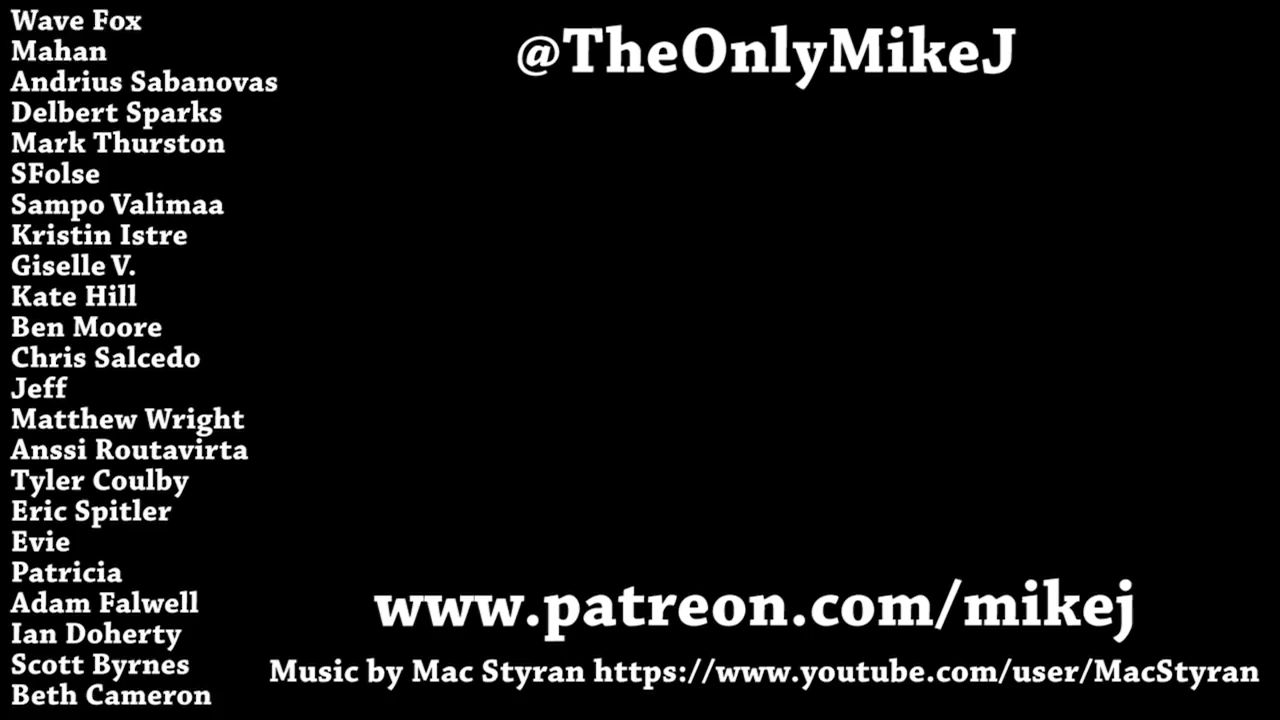 Wave Fox
Mahan
Andrius Sabanovas
Delbert Sparks
Mark Thurston
SFolse
Sampo Valimaa
Kristin Istre
Giselle V.
Kate Hill
Ben Moore
Chris Salcedo
Jeff
Matthew Wright
Anssi Routavirta
Tyler Coulby
Eric Spitler
Evie
Patricia
Adam Falwell
Ian Doherty
Scott Byrnes
Beth Cameron
@TheOnlyMikeJ
www.patreon.com/mikej
Music by Mac Styran https://www.youtube.com/user/MacStyran